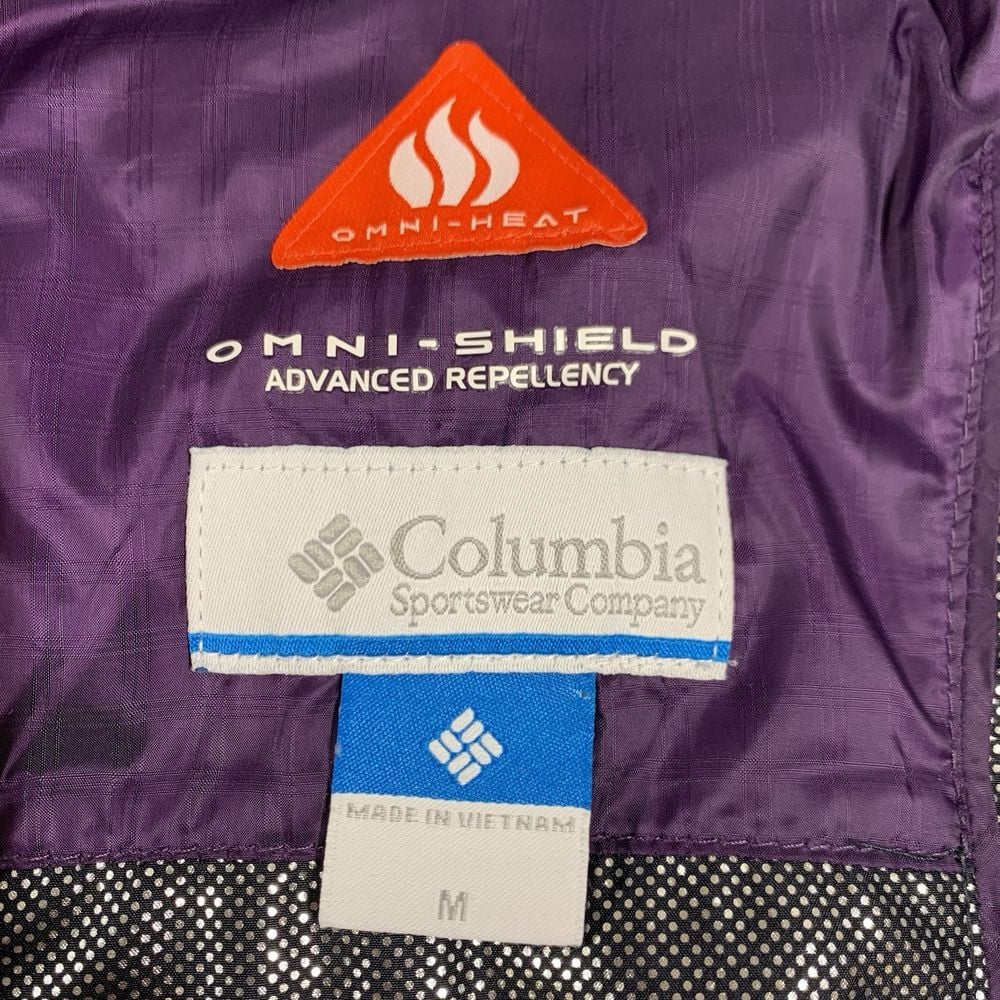 OMNI-HEAT
OMNI-SHIELD
ADVANCED REPELLENCY
Columbia
Sportswear Company
MADE IN VIETNAM
M